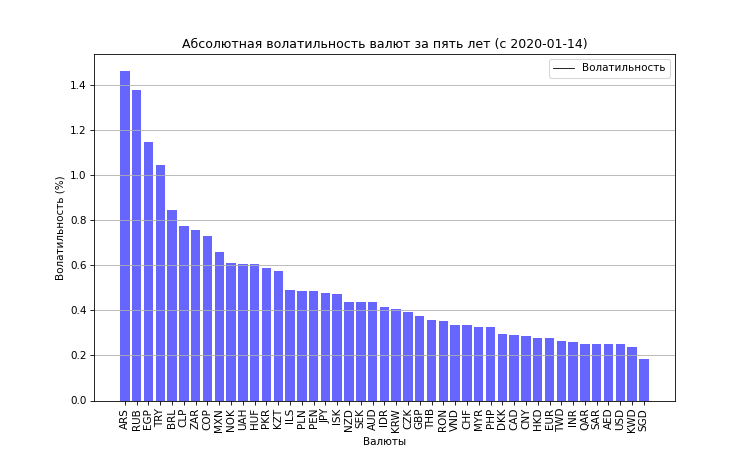 Абсолютная волатильность валют за пять лет (с 2020-01-14)
Волатильность
Волатильность (%)
1.4
1.2
1.0
0.8
0.6
0.4
0.2
0.0
ARS RUB EGP TRY BRL CLP ZAR COP MXN NOK UAH HUF PKR KZT ILS PLN PEN JPY ISK NZD SEK AUD IDR KRW CZK GBP THB RON VND CHF MYR PHP DKK CAD CNY HKD EUR TWD INR QAR SAR AED USD KWD SGD
Валюты